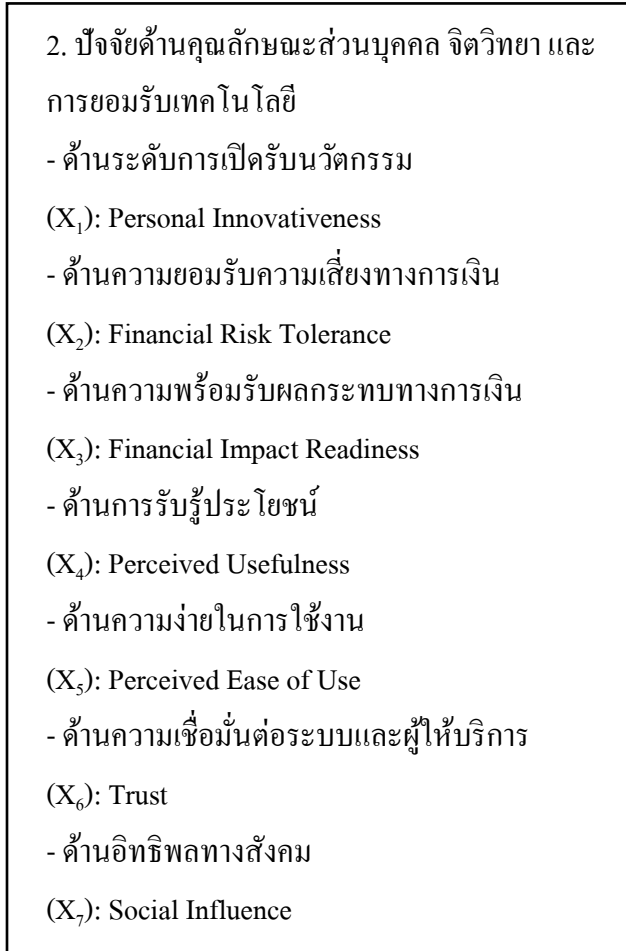 2. ปัจจัยด้านคุณลักษณะส่วนบุคคล จิตวิทยา และ
การยอมรับเทคโนโลยี
- ด้านระดับการเปิดรับนวัตกรรม
(X₁): Personal Innovativeness
- ด้านความยอมรับความเสี่ยงทางการเงิน
(X₂): Financial Risk Tolerance
- ด้านความพร้อมรับผลกระทบทางการเงิน
(X₃): Financial Impact Readiness
- ด้านการรับรู้ประโยชน์
(X₄): Perceived Usefulness
- ด้านความง่ายในการใช้งาน
(X₅): Perceived Ease of Use
- ด้านความเชื่อมั่นต่อระบบและผู้ให้บริการ
(X₆): Trust
- ด้านอิทธิพลทางสังคม
(X₇): Social Influence